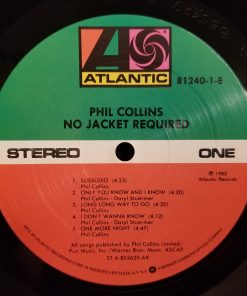 ATLANTIC
81240-1-E
PHIL COLLINS
NO JACKET REQUIRED
STEREO ONE
1. SUSSUDIO (4:23)
Phil Collins
2. ONLY YOU KNOW AND I KNOW (4:20)
Phil Collins - Daryl Stuermer
3. LONG LONG WAY TO GO (4:20)
Phil Collins
4. I DON'T WANNA KNOW (4:12)
Phil Collins - Daryl Stuermer
5. ONE MORE NIGHT (4:47)
Phil Collins
℗ 1985
Atlantic Records
All songs published by Phil Collins Limited/
Pun Music, Inc./Warner Bros. Music, ASCAP
ST-A-855629-AR